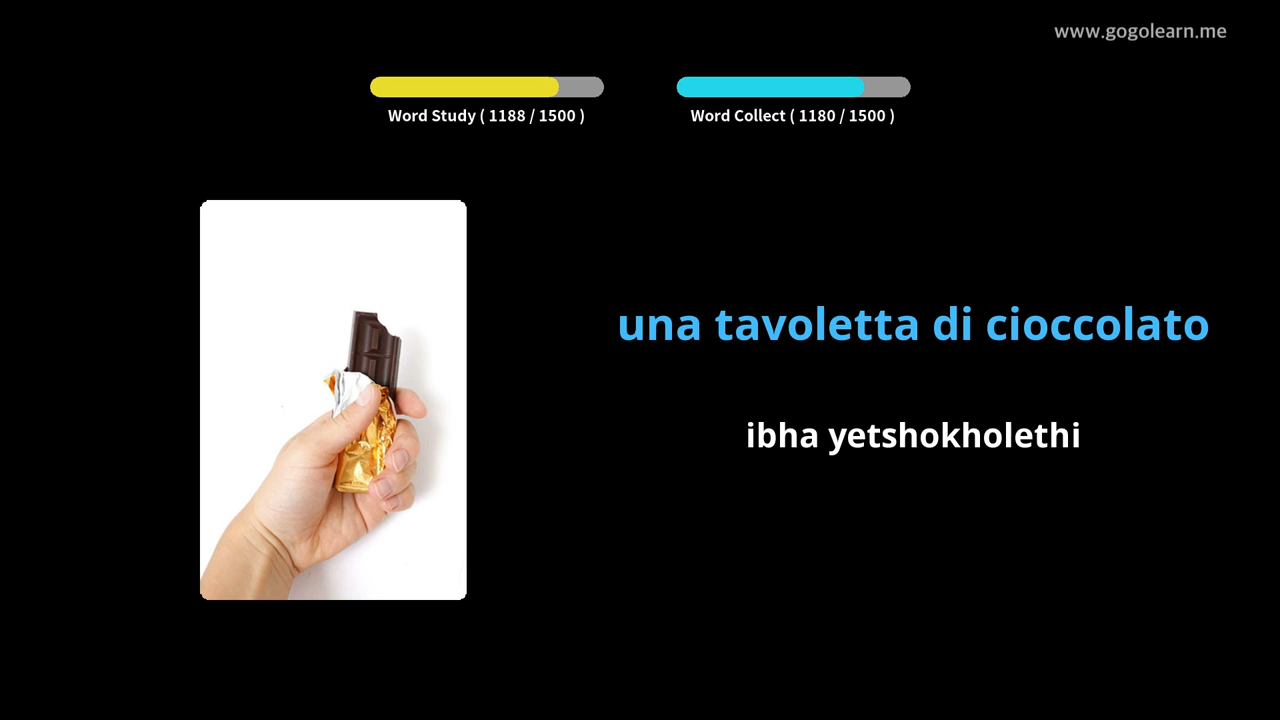 www.gogolearn.me
Word Study ( 1188 / 1500 )
Word Collect ( 1180 / 1500 )
una tavoletta di cioccolato
ibha yetshokholethi